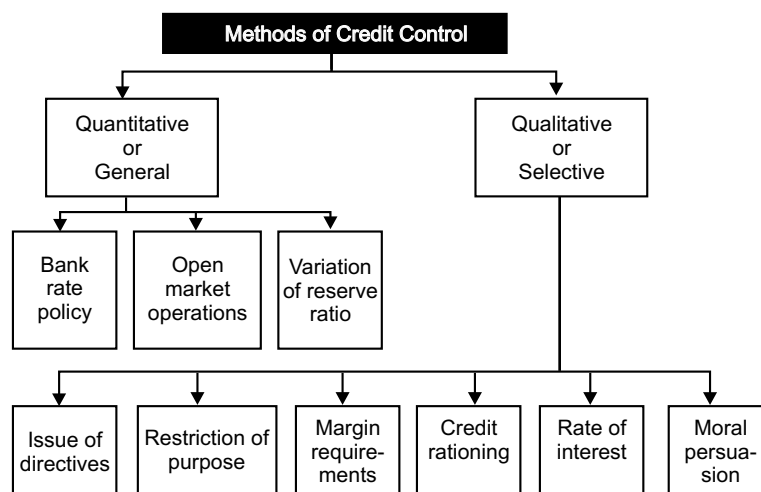 Methods of Credit Control
Quantitative
or
General
Qualitative
or
Selective
Bank
rate
policy
Open
market
operations
Variation
of reserve
ratio
Issue of
directives
Restriction of
purpose
Margin
require-
ments
Credit
rationing
Rate of
interest
Moral
persua-
sion